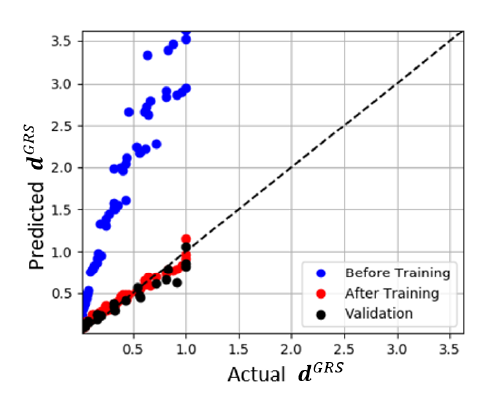 3.5
3.0
2.5
2.0
1.5
1.0
0.5
Predicted d^GRS
Before Training
After Training
Validation
0.5 1.0 1.5 2.0 2.5 3.0 3.5
Actual d^GRS